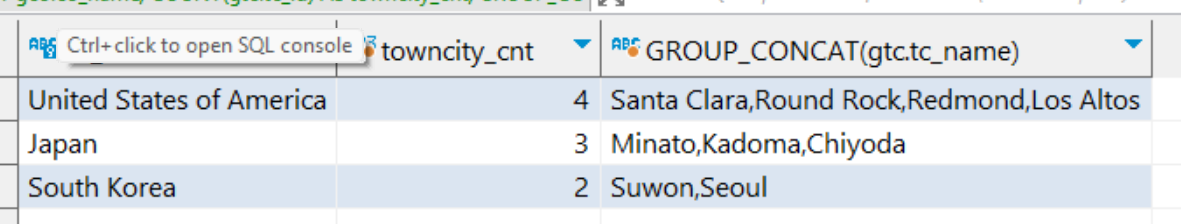 Ctrl+click to open SQL console
towncity_cnt
GROUP_CONCAT(gtc.tc_name)
United States of America 4 Santa Clara,Round Rock,Redmond,Los Altos
Japan 3 Minato,Kadoma,Chiyoda
South Korea 2 Suwon,Seoul